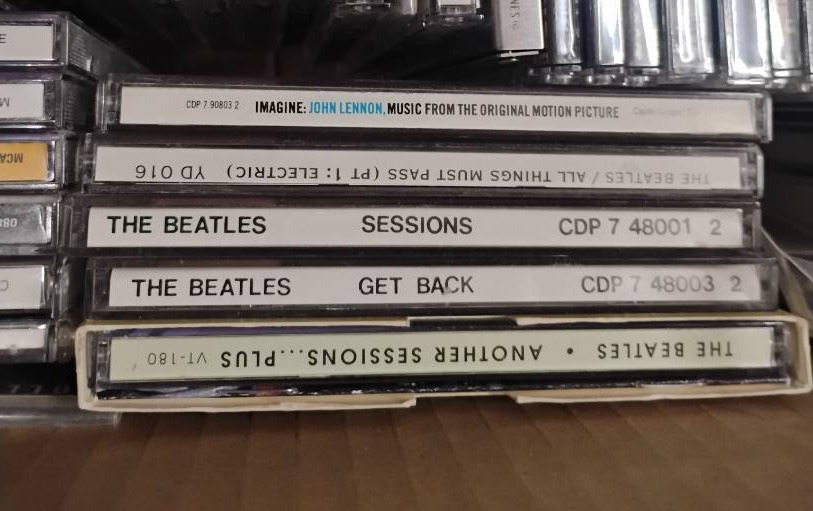 NES
E
CDP 7 90803 2 IMAGINE: JOHN LENNON, MUSIC FROM THE ORIGINAL MOTION PICTURE
MCA
THE BEATLES / ALL THINGS MUST PASS (PT 1: ELECTRIC) YD 016
THE BEATLES SESSIONS CDP 7 48001 2
THE BEATLES GET BACK CDP 7 48003 2
THE BEATLES • ANOTHER SESSIONS...PLUS VT-180